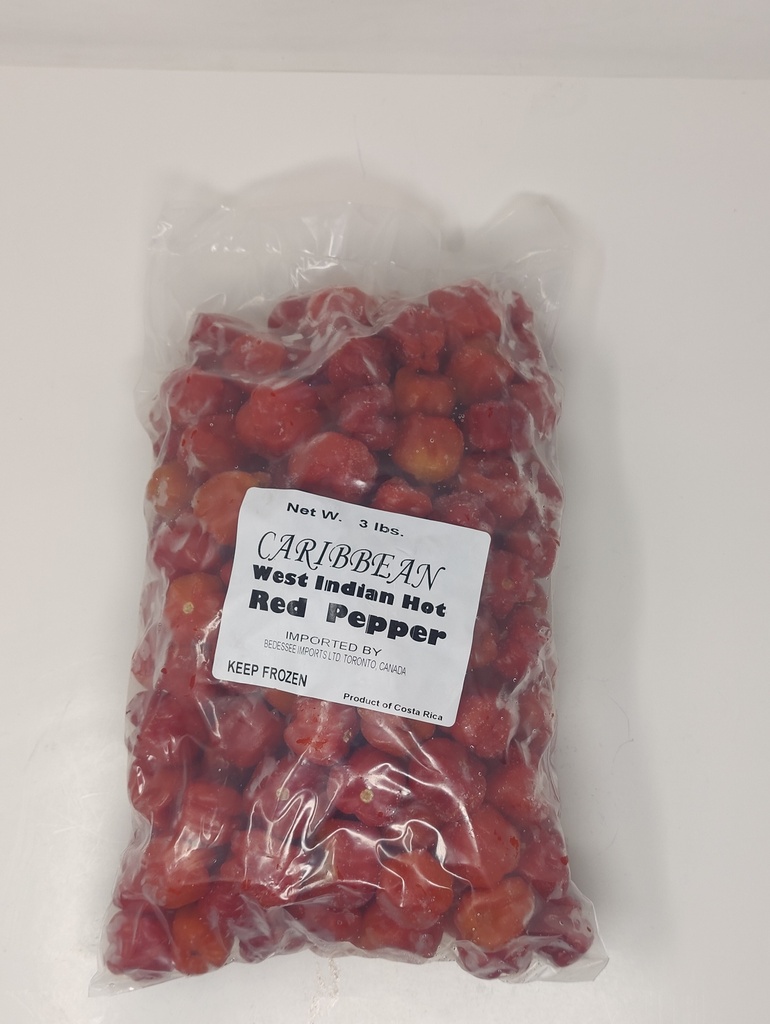 Net W. 3 lbs.
CARIBBEAN
West Indian Hot
Red Pepper
IMPORTED BY
BEDESSEE IMPORTS LTD. TORONTO. CANADA
KEEP FROZEN
Product of Costa Rica